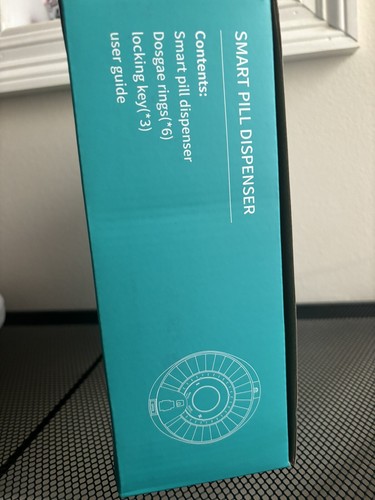 SMART PILL DISPENSER
Contents:
Smart pill dispenser
Dosgae rings(*6)
locking key(*3)
user guide